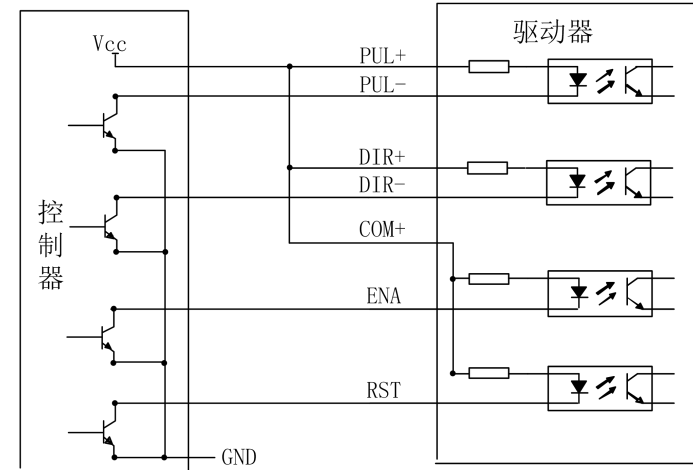 驱动器
Vcc
PUL+
PUL-
DIR+
DIR-
控制器
COM+
ENA
RST
GND